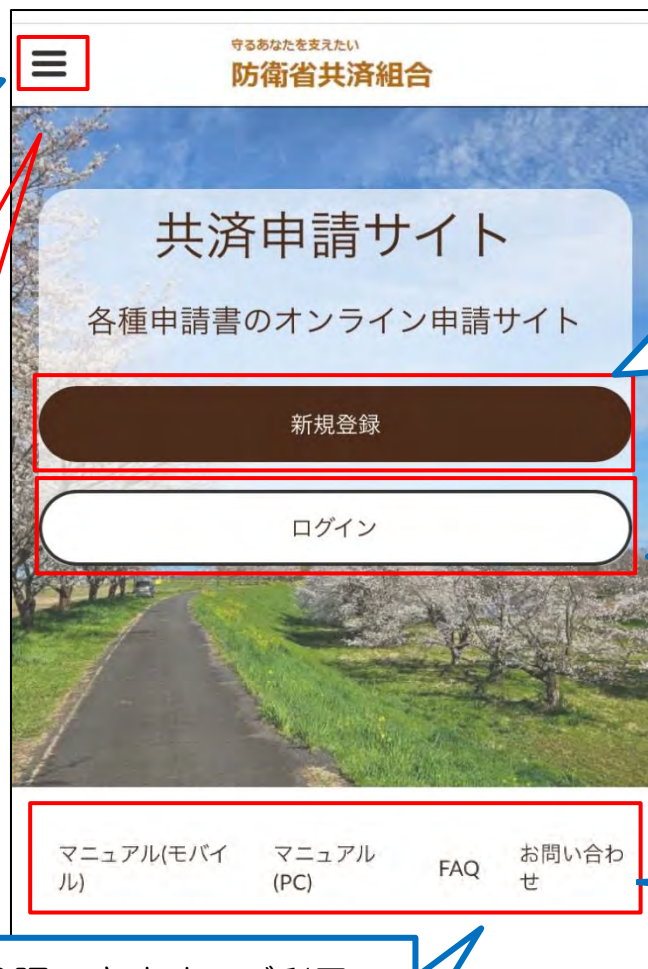 守るあなたを支えたい
防衛省共済組合
共済申請サイト
各種申請書のオンライン申請サイト
新規登録
ログイン
マニュアル(モバイ
ル)
マニュアル
(PC)
FAQ
お問い合わ
せ